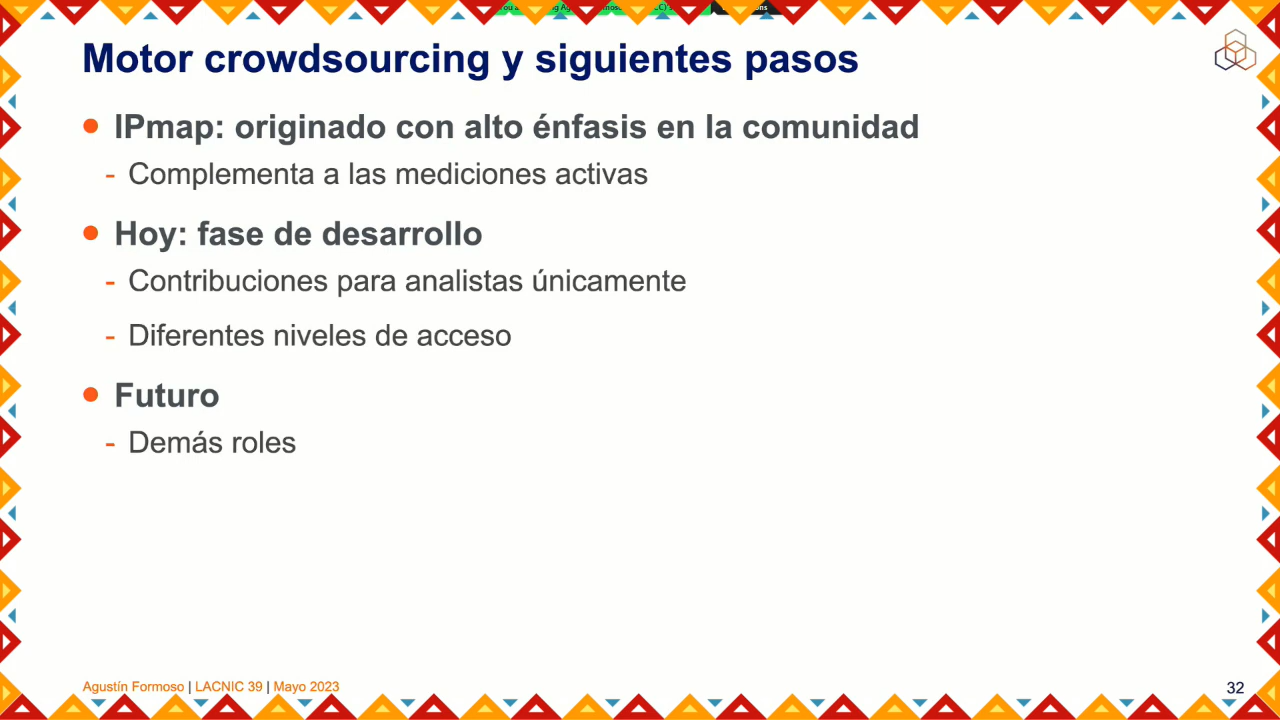 Motor crowdsourcing y siguientes pasos
● IPmap: originado con alto énfasis en la comunidad
- Complementa a las mediciones activas
● Hoy: fase de desarrollo
- Contribuciones para analistas únicamente
- Diferentes niveles de acceso
● Futuro
- Demás roles
Agustín Formoso | LACNIC 39 | Mayo 2023
32